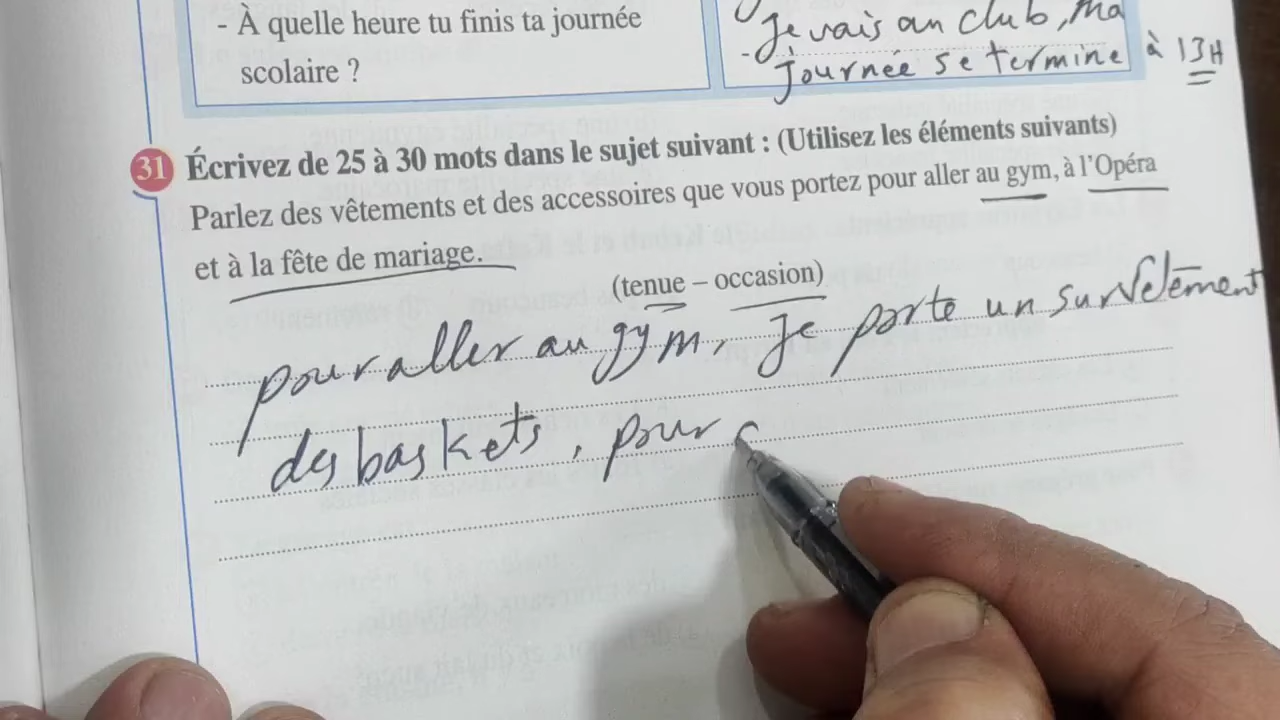 - À quelle heure tu finis ta journée
scolaire ?
Je vais au club, Ma
- journée se termine à 13H
31 Écrivez de 25 à 30 mots dans le sujet suivant : (Utilisez les éléments suivants)
Parlez des vêtements et des accessoires que vous portez pour aller au gym, à l'Opéra
et à la fête de mariage.
(tenue – occasion)
pour aller au gym, je porte un survêtement
des baskets, pour